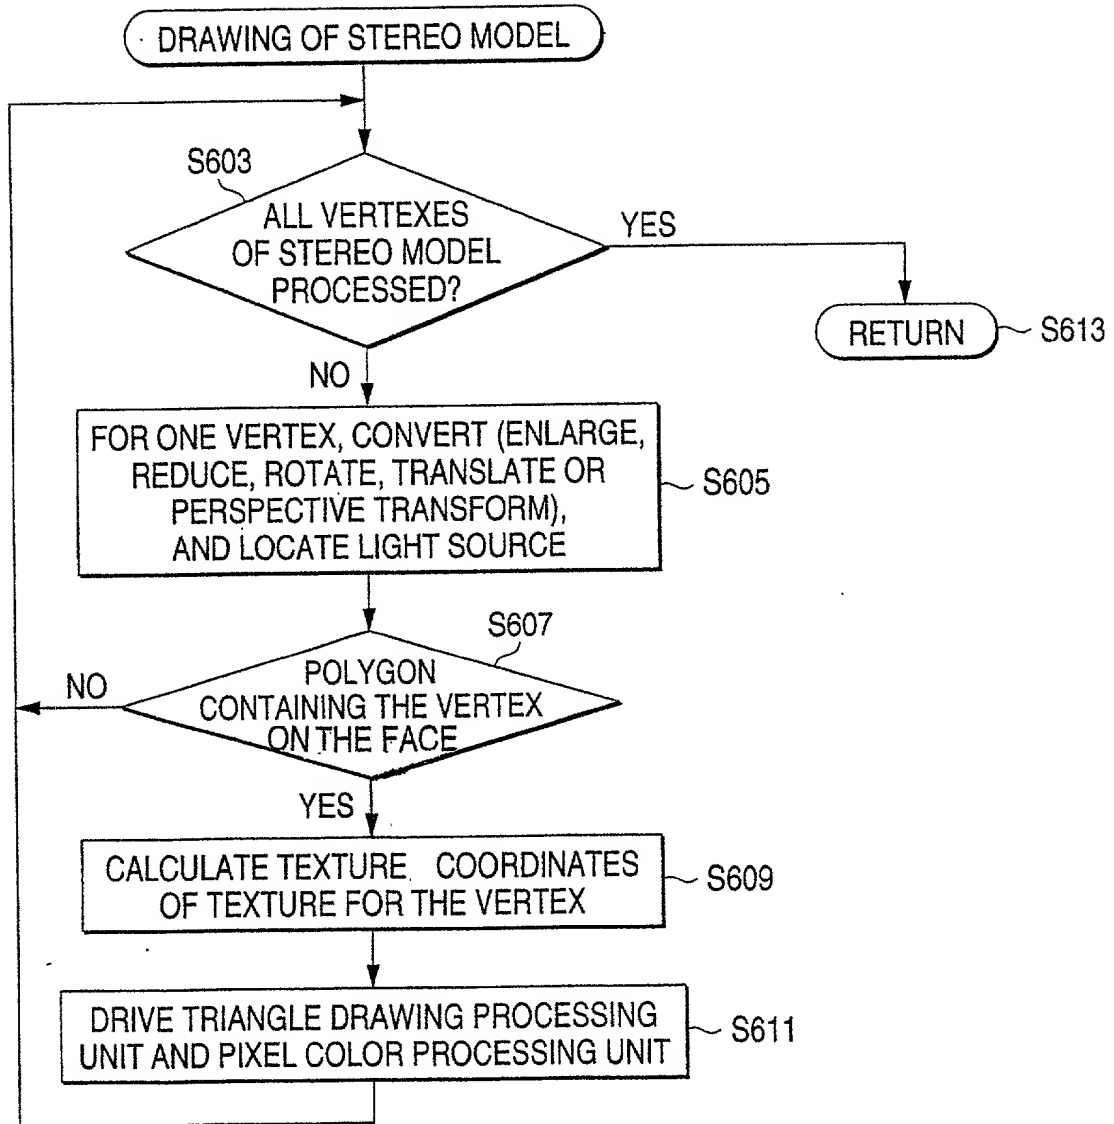 DRAWING OF STEREO MODEL
S603
ALL VERTEXES
OF STEREO MODEL
PROCESSED?
YES
RETURN
S613
NO
FOR ONE VERTEX, CONVERT (ENLARGE,
REDUCE, ROTATE, TRANSLATE OR
PERSPECTIVE TRANSFORM),
AND LOCATE LIGHT SOURCE
S605
S607
POLYGON
CONTAINING THE VERTEX
ON THE FACE
NO
YES
CALCULATE TEXTURE COORDINATES
OF TEXTURE FOR THE VERTEX
S609
DRIVE TRIANGLE DRAWING PROCESSING
UNIT AND PIXEL COLOR PROCESSING UNIT
S611